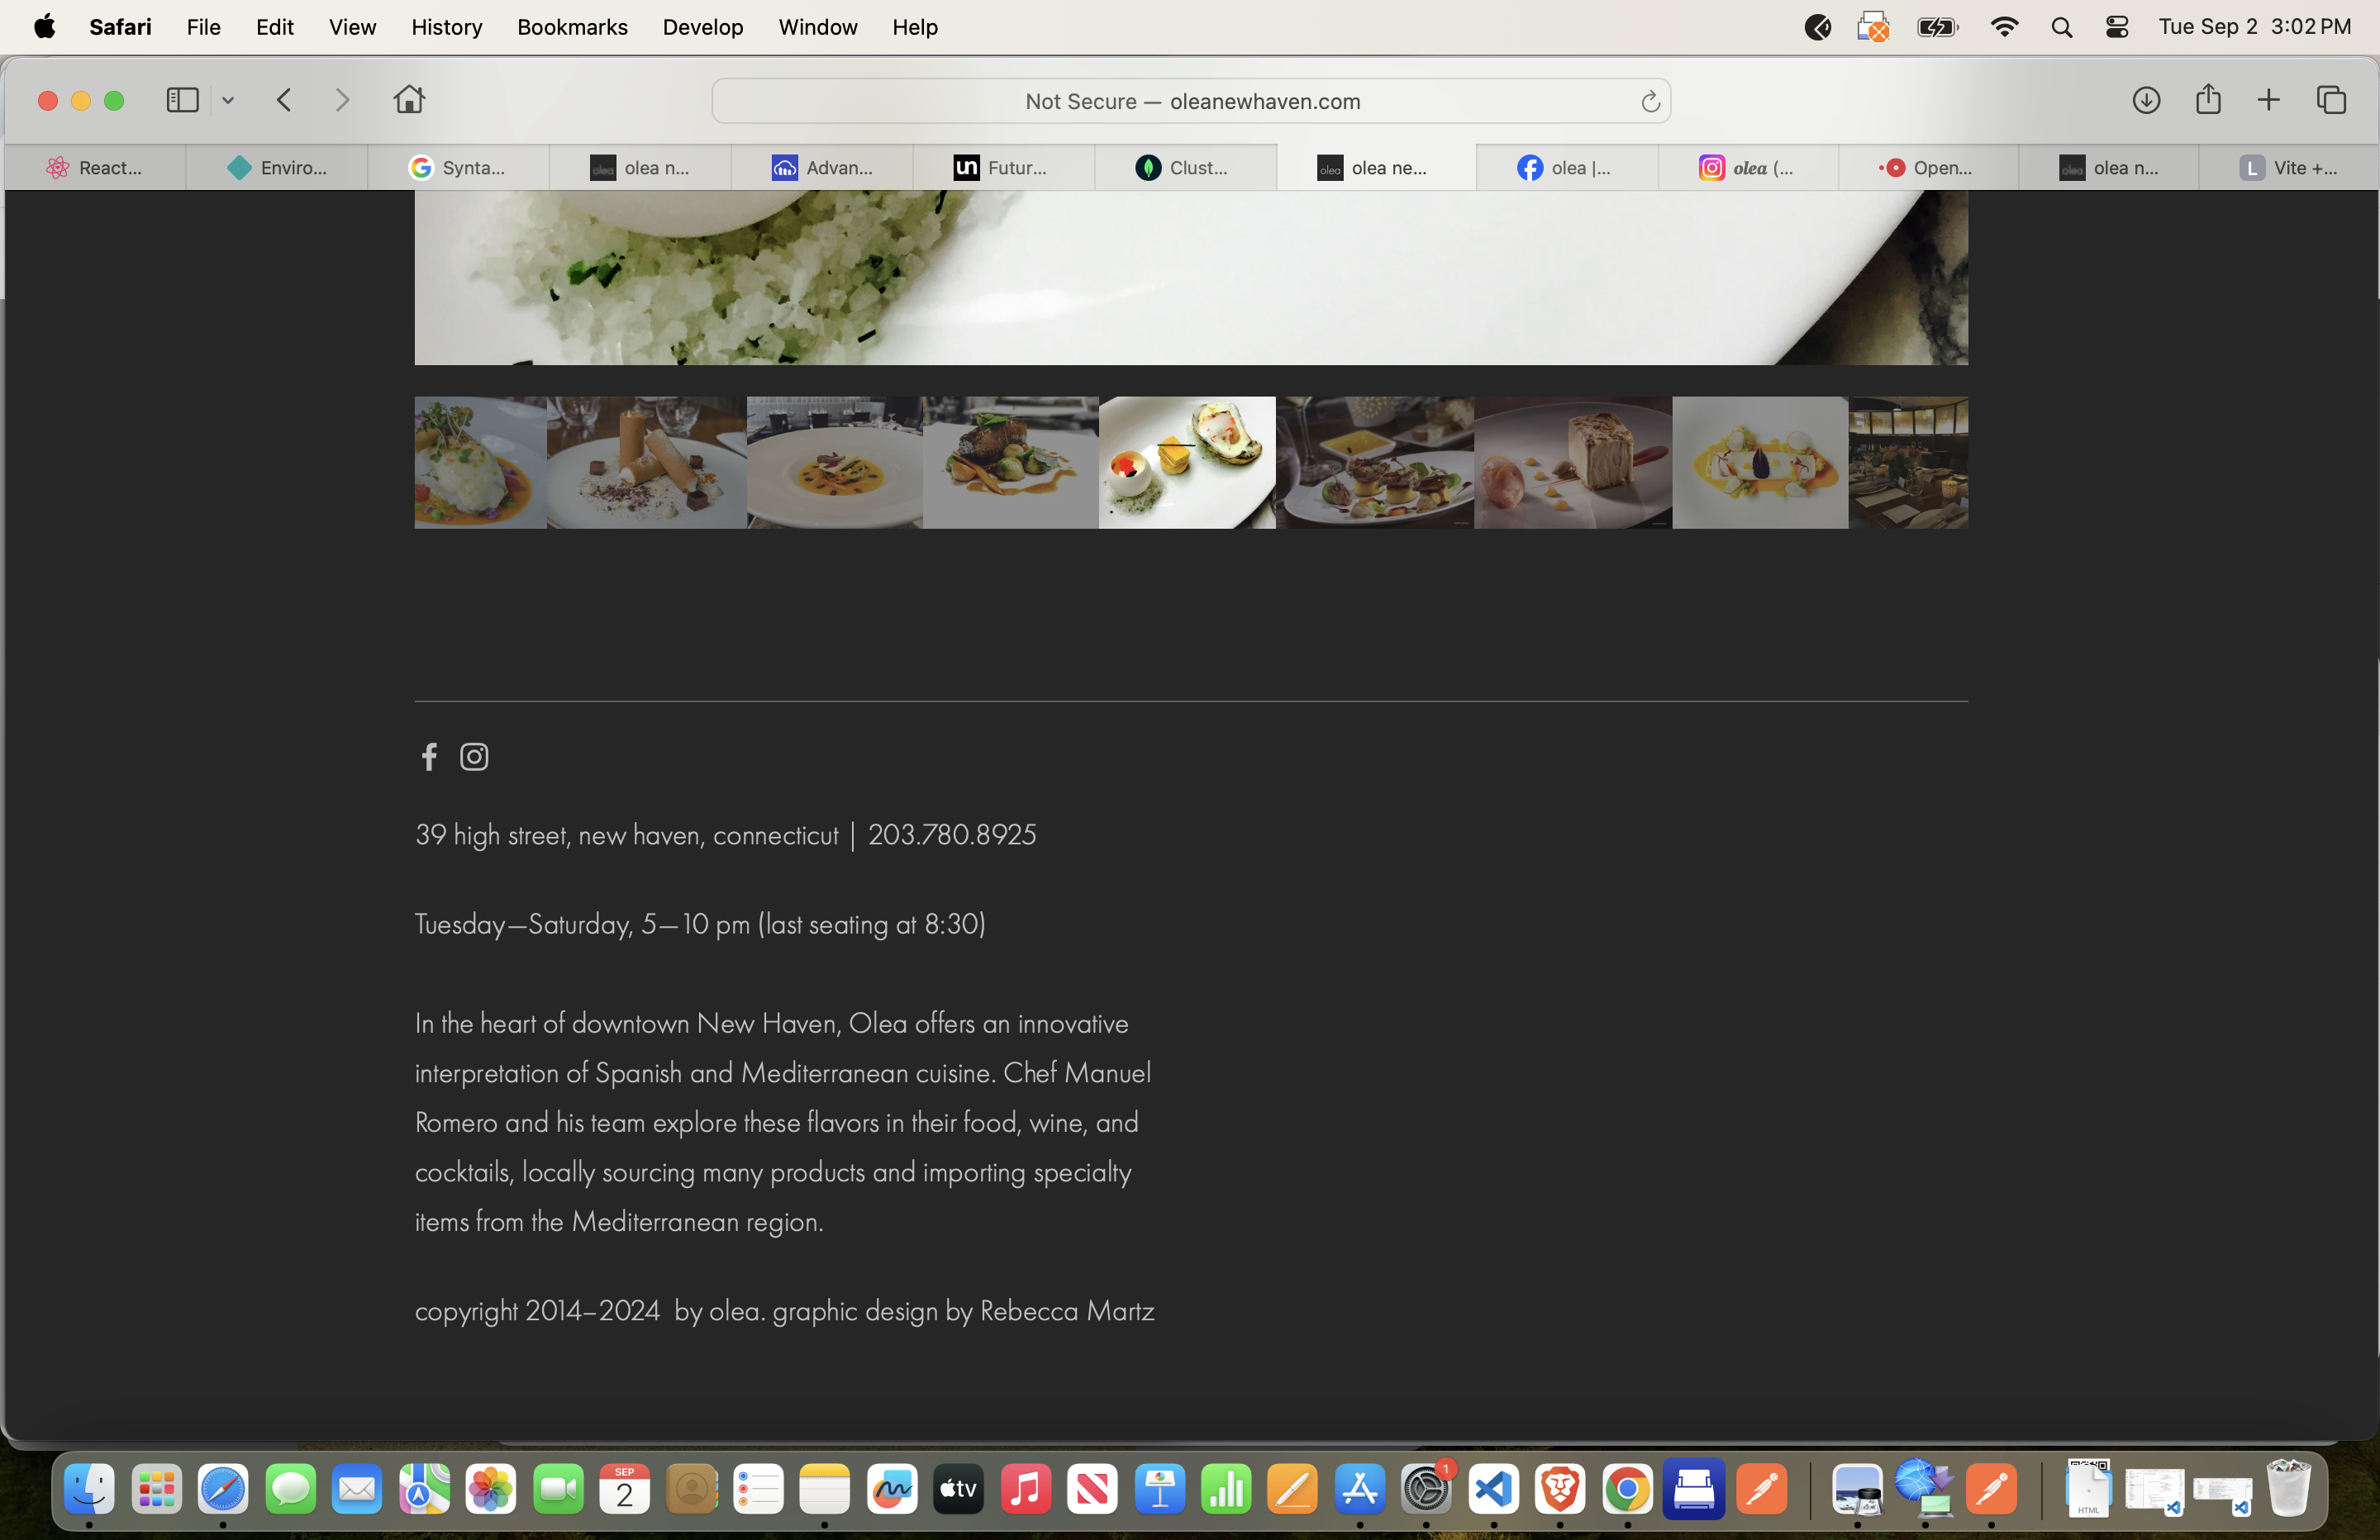 Safari File Edit View History Bookmarks Develop Window Help Tue Sep 2 3:02 PM
Not Secure — oleanewhaven.com
React... Enviro... Synta... olea n... Advan... Futur... Clust... olea ne... olea |... olea (... Open... olea n... L Vite +...
39 high street, new haven, connecticut | 203.780.8925
Tuesday—Saturday, 5—10 pm (last seating at 8:30)
In the heart of downtown New Haven, Olea offers an innovative
interpretation of Spanish and Mediterranean cuisine. Chef Manuel
Romero and his team explore these flavors in their food, wine, and
cocktails, locally sourcing many products and importing specialty
items from the Mediterranean region.
copyright 2014–2024 by olea. graphic design by Rebecca Martz
SEP
2
tv
1
HTML